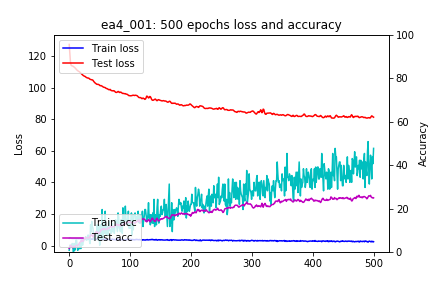 ea4_001: 500 epochs loss and accuracy
Train loss
Test loss
Train acc
Test acc
Loss
120
100
80
60
40
20
0
0
100
200
300
400
500
100
80
60
40
20
0
Accuracy